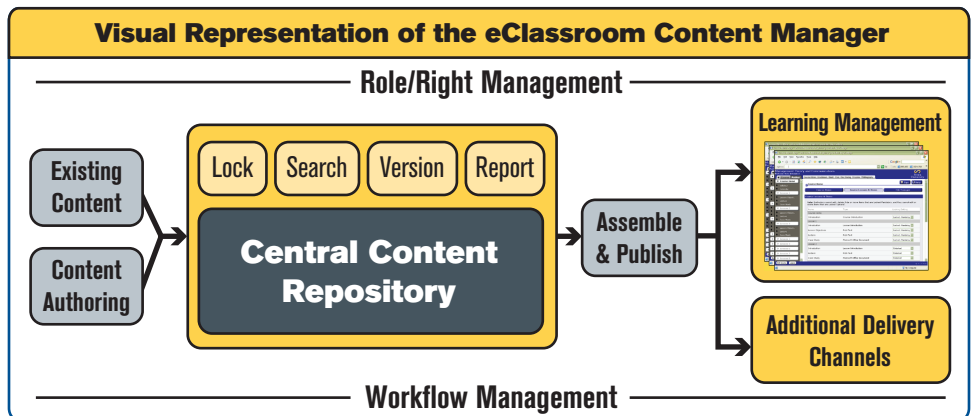 Visual Representation of the eClassroom Content Manager
Role/Right Management
Existing
Content
Content
Authoring
Lock
Search
Version
Report
Central Content
Repository
Assemble
& Publish
Learning Management
Additional Delivery
Channels
Workflow Management